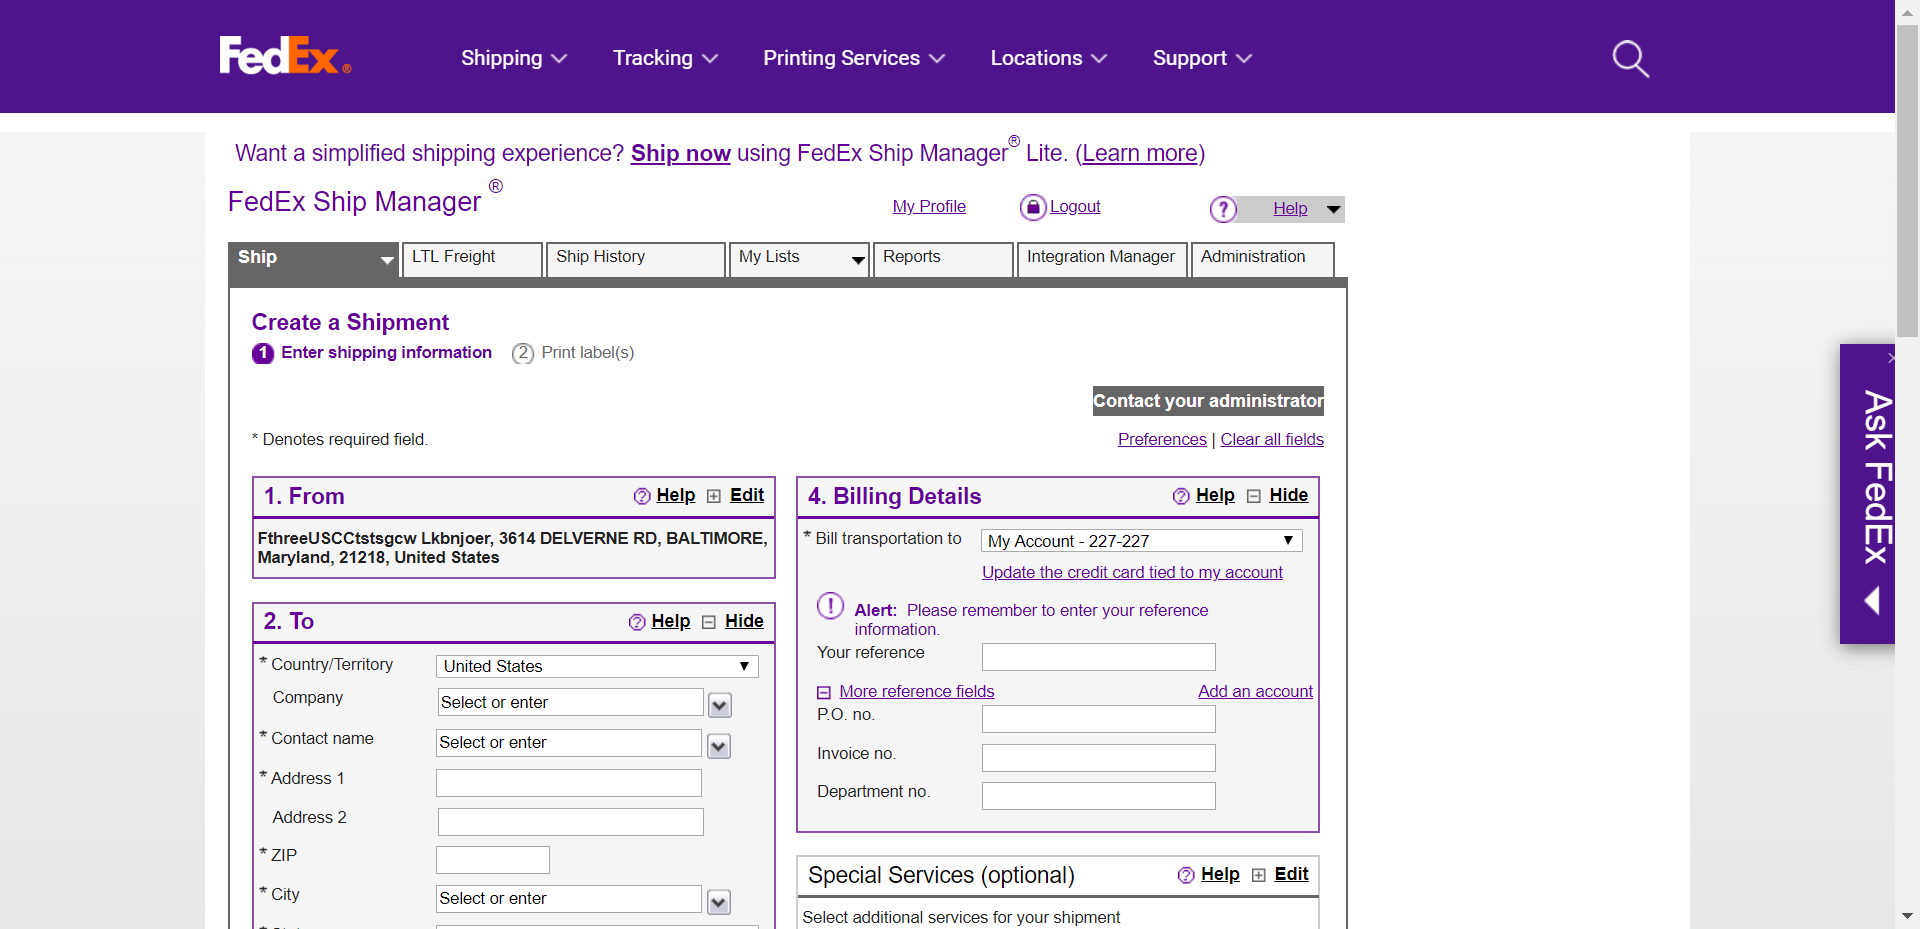 FedEx®
Shipping
Tracking
Printing Services
Locations
Support
Want a simplified shipping experience? Ship now using FedEx Ship Manager® Lite. (Learn more)
FedEx Ship Manager ®
My Profile
Logout
? Help
Ship
LTL Freight
Ship History
My Lists
Reports
Integration Manager
Administration
Create a Shipment
1 Enter shipping information
2 Print label(s)
Contact your administrator
* Denotes required field.
Preferences | Clear all fields
1. From
? Help
Edit
FthreeUSCCtstsgcw Lkbnjoer, 3614 DELVERNE RD, BALTIMORE,
Maryland, 21218, United States
2. To
? Help
Hide
* Country/Territory
United States
Company
Select or enter
* Contact name
Select or enter
* Address 1
Address 2
* ZIP
* City
Select or enter
4. Billing Details
? Help
Hide
* Bill transportation to
My Account - 227-227
Update the credit card tied to my account
! Alert: Please remember to enter your reference
information.
Your reference
More reference fields
Add an account
P.O. no.
Invoice no.
Department no.
Special Services (optional)
? Help
Edit
Select additional services for your shipment
Ask FedEx